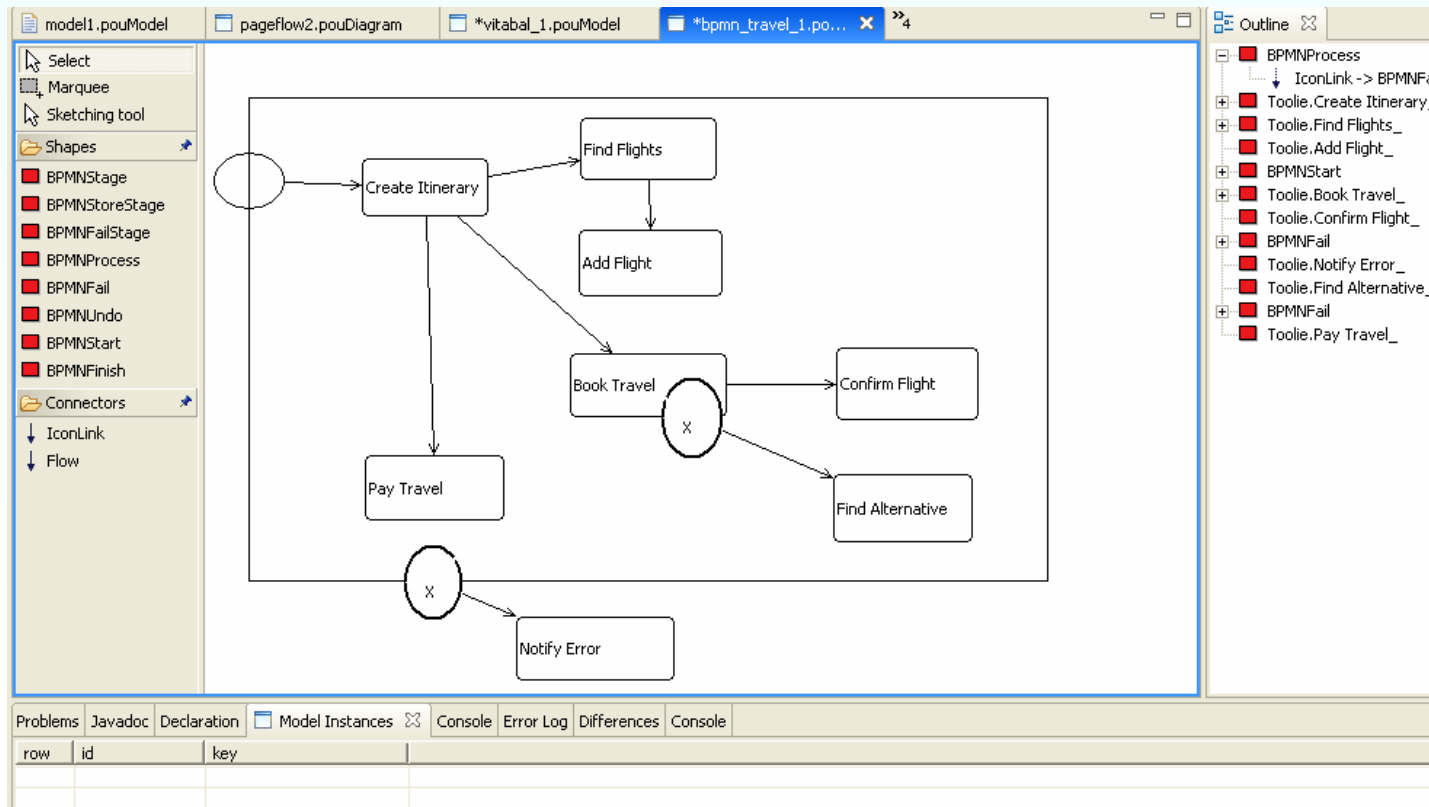 model1.pouModel
pageflow2.pouDiagram
*vitabal_1.pouModel
*bpmn_travel_1.po...
»4
Outline
Select
Marquee
Sketching tool
Shapes
BPMNStage
BPMNStoreStage
BPMNFailStage
BPMNProcess
BPMNFail
BPMNUndo
BPMNStart
BPMNFinish
Connectors
IconLink
Flow
Create Itinerary
Find Flights
Add Flight
Book Travel
X
Confirm Flight
Find Alternative
Pay Travel
X
Notify Error
BPMNProcess
IconLink -> BPMNFa
Toolie.Create Itinerary_
Toolie.Find Flights_
Toolie.Add Flight_
BPMNStart
Toolie.Book Travel_
Toolie.Confirm Flight_
BPMNFail
Toolie.Notify Error_
Toolie.Find Alternative_
BPMNFail
Toolie.Pay Travel_
Problems Javadoc Declaration Model Instances Console Error Log Differences Console
row id key